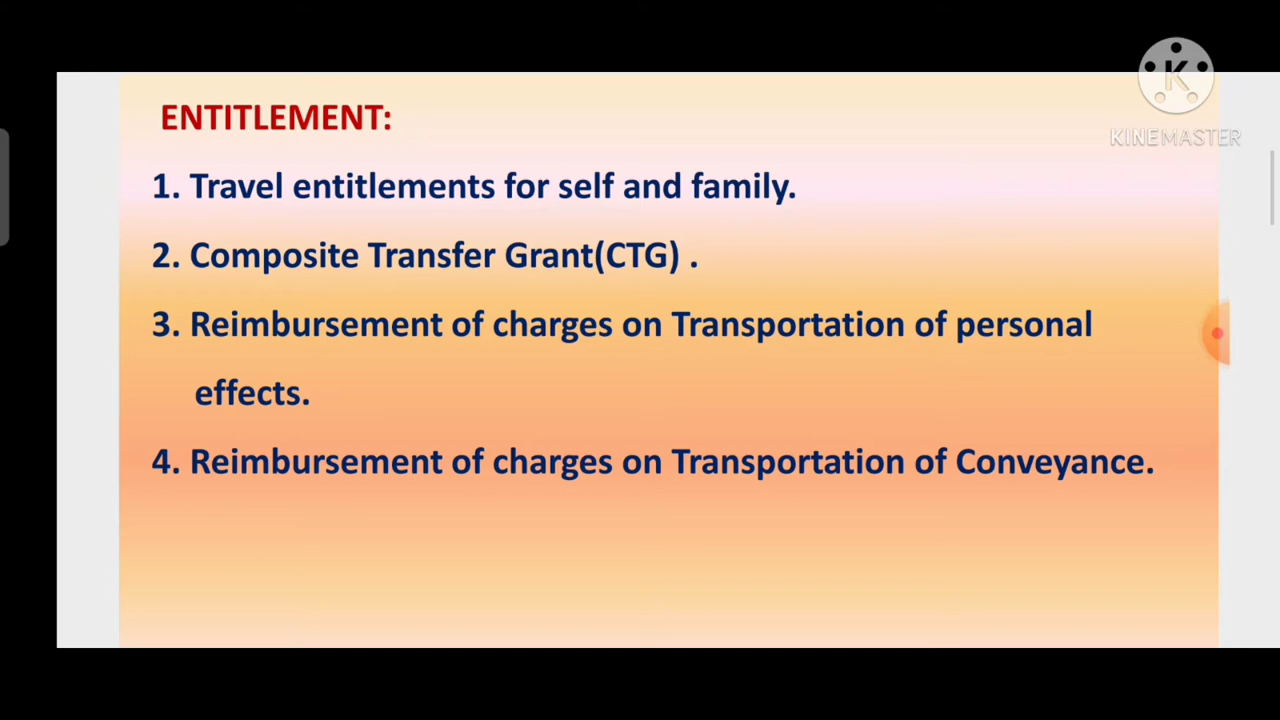 K
KINEMASTER
ENTITLEMENT:
1. Travel entitlements for self and family.
2. Composite Transfer Grant(CTG) .
3. Reimbursement of charges on Transportation of personal
effects.
4. Reimbursement of charges on Transportation of Conveyance.